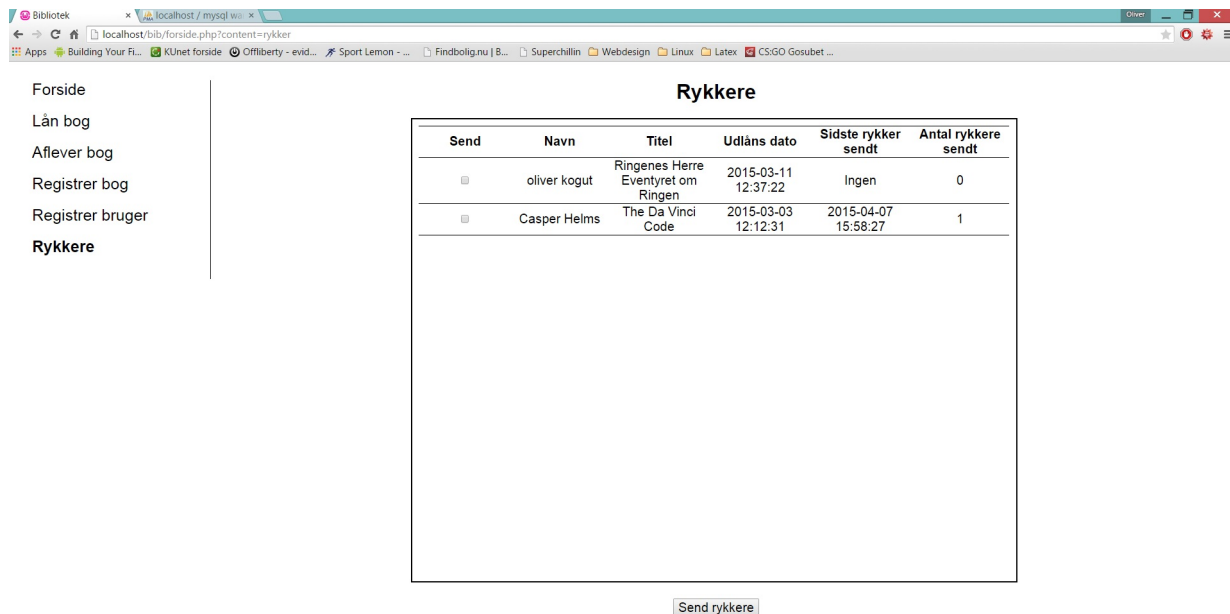 Bibliotek
localhost / mysql wa
Oliver
localhost/bib/forside.php?content=rykker
Apps
Building Your Fi...
KUnet forside
Offliberty - evid...
Sport Lemon - ...
Findbolig.nu | B...
Superchillin
Webdesign
Linux
Latex
CS:GO Gosubet ...
Forside
Lån bog
Aflever bog
Registrer bog
Registrer bruger
Rykkere
Rykkere
Send Navn Titel Udlåns dato Sidste rykker sendt Antal rykkere sendt
oliver kogut Ringenes Herre Eventyret om Ringen 2015-03-11 12:37:22 Ingen 0
Casper Helms The Da Vinci Code 2015-03-03 12:12:31 2015-04-07 15:58:27 1
Send rykkere